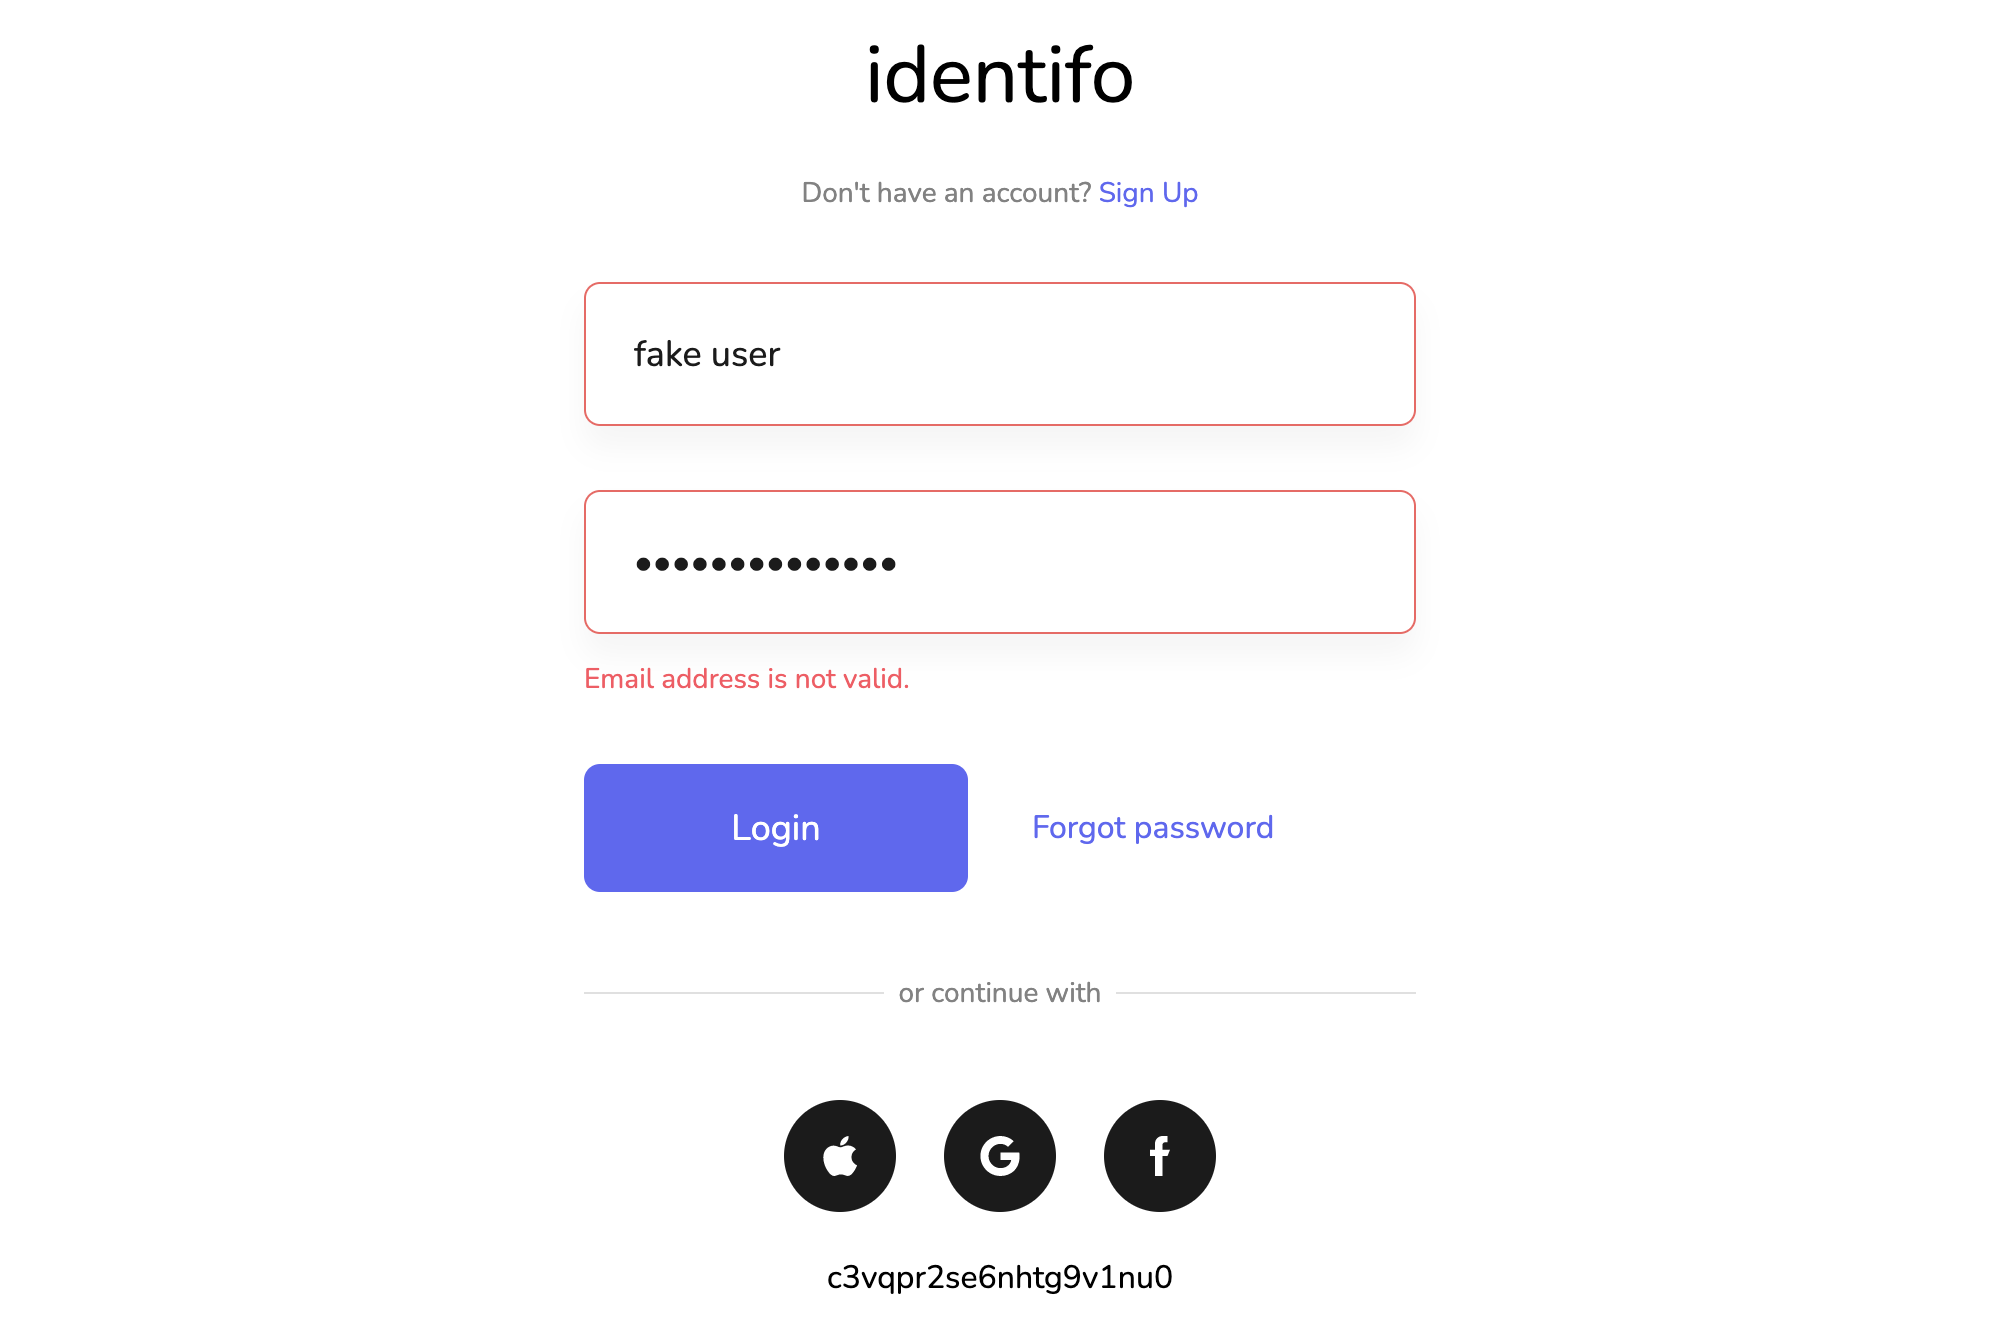 identifo
Don't have an account? Sign Up
fake user
••••••••••••••
Email address is not valid.
Login
Forgot password
or continue with
G
f
c3vqpr2se6nhtg9v1nu0